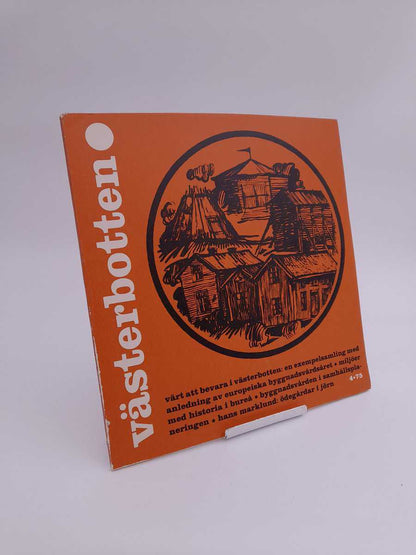 västerbotten
värt att bevara i västerbotten: en exempelsamling med
anledning av europeiska byggnadsvårdsåret • miljöer
med historia i bureå • byggnadsvården i samhällspla-
neringen • hans marklund: ödegårdar i jörn
4•75